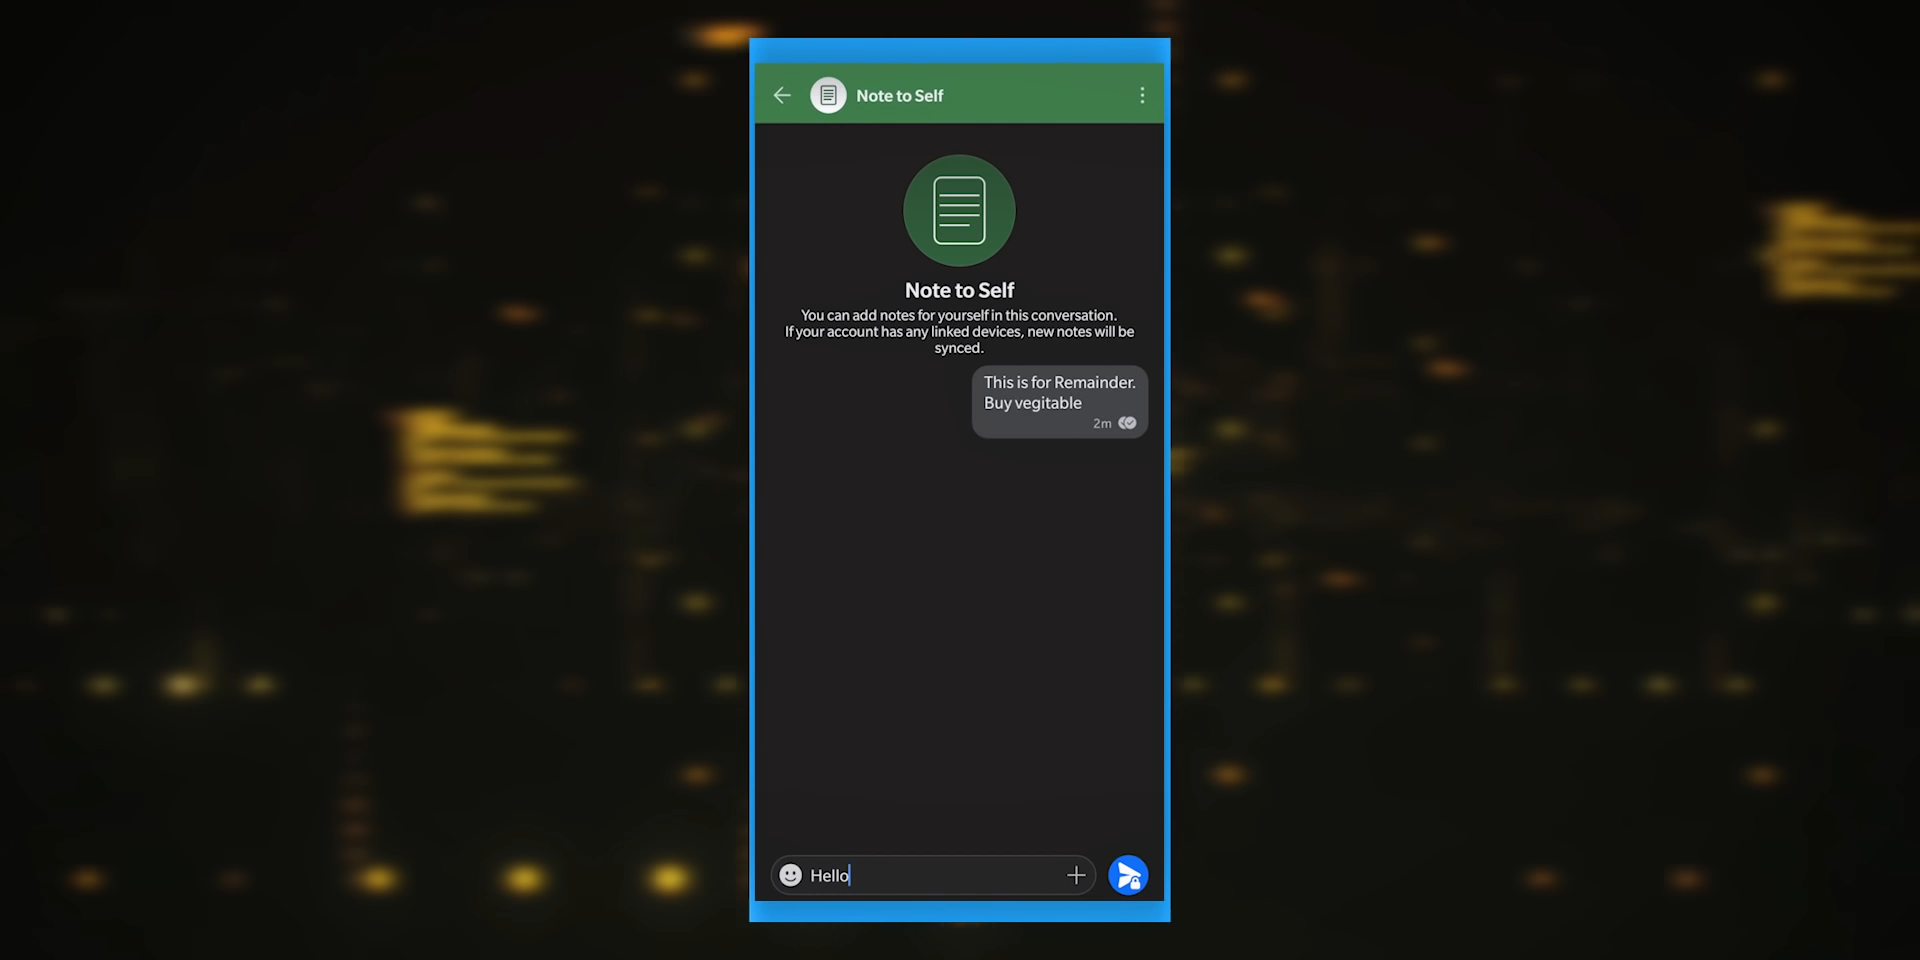 Note to Self
Note to Self
You can add notes for yourself in this conversation.
If your account has any linked devices, new notes will be
synced.
This is for Remainder.
Buy vegitable
2m
Hello